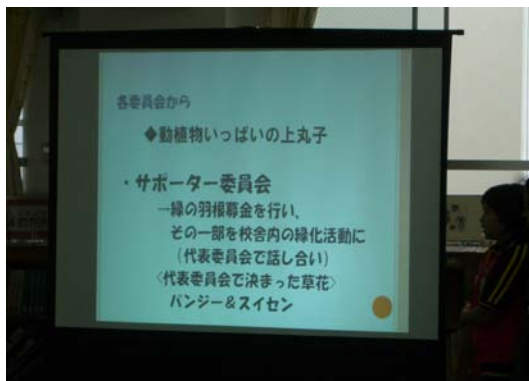 各委員会から
◆動植物いっぱいの上丸子
・サポーター委員会
→緑の羽根募金を行い、
その一部を校舎内の緑化活動に
(代表委員会で話し合い)
〈代表委員会で決まった草花〉
パンジー&スイセン